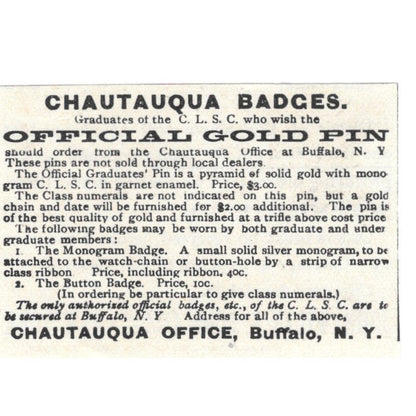 CHAUTAUQUA BADGES.
Graduates of the C. L. S. C. who wish the
OFFICIAL GOLD PIN
should order from the Chautauqua Office at Buffalo, N. Y
These pins are not sold through local dealers.
The Official Graduates' Pin is a pyramid of solid gold with mono-
gram C. L. S. C. in garnet enamel. Price, $3.00.
The Class numerals are not indicated on this pin, but a gold
chain and date will be furnished for $2.00 additional. The pin is
of the best quality of gold and furnished at a trifle above cost price
The following badges may be worn by both graduate and under
graduate members:
1. The Monogram Badge. A small solid silver monogram, to be
attached to the watch-chain or button-hole by a strip of narrow
class ribbon Price, including ribbon, 40c.
2. The Button Badge. Price, 10c.
(In ordering be particular to give class numerals.)
The only authorized official badges, etc., of the C. L. S. C. are to
be secured at Buffalo, N. Y Address for all of the above,
CHAUTAUQUA OFFICE, Buffalo, N. Y.